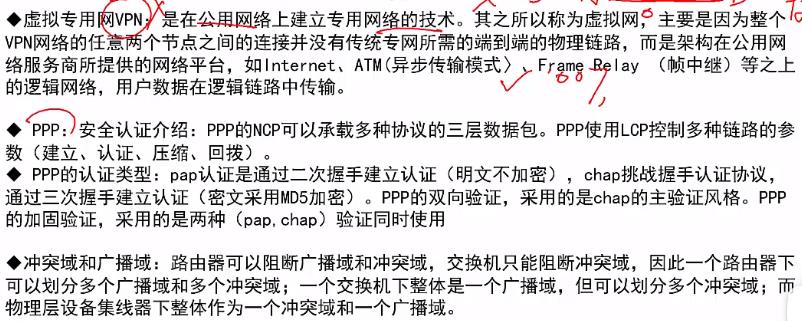 ◆虚拟专用网VPN：是在公用网络上建立专用网络的技术。其之所以称为虚拟网，主要是因为整个
VPN网络的任意两个节点之间的连接并没有传统专网所需的端到端的物理链路，而是架构在公用网
络服务商所提供的网络平台，如Internet、ATM(异步传输模式〉、Frame Relay （帧中继）等之上
的逻辑网络，用户数据在逻辑链路中传输。
◆ PPP：安全认证介绍：PPP的NCP可以承载多种协议的三层数据包。PPP使用LCP控制多种链路的参
数（建立、认证、压缩、回拨）。
◆ PPP的认证类型：pap认证是通过二次握手建立认证（明文不加密），chap挑战握手认证协议，
通过三次握手建立认证（密文采用MD5加密）。PPP的双向验证，采用的是chap的主验证风格。PPP
的加固验证，采用的是两种（pap,chap）验证同时使用
◆冲突域和广播域：路由器可以阻断广播域和冲突域，交换机只能阻断冲突域，因此一个路由器下
可以划分多个广播域和多个冲突域；一个交换机下整体是一个广播域，但可以划分多个冲突域；而
物理层设备集线器下整体作为一个冲突域和一个广播域。